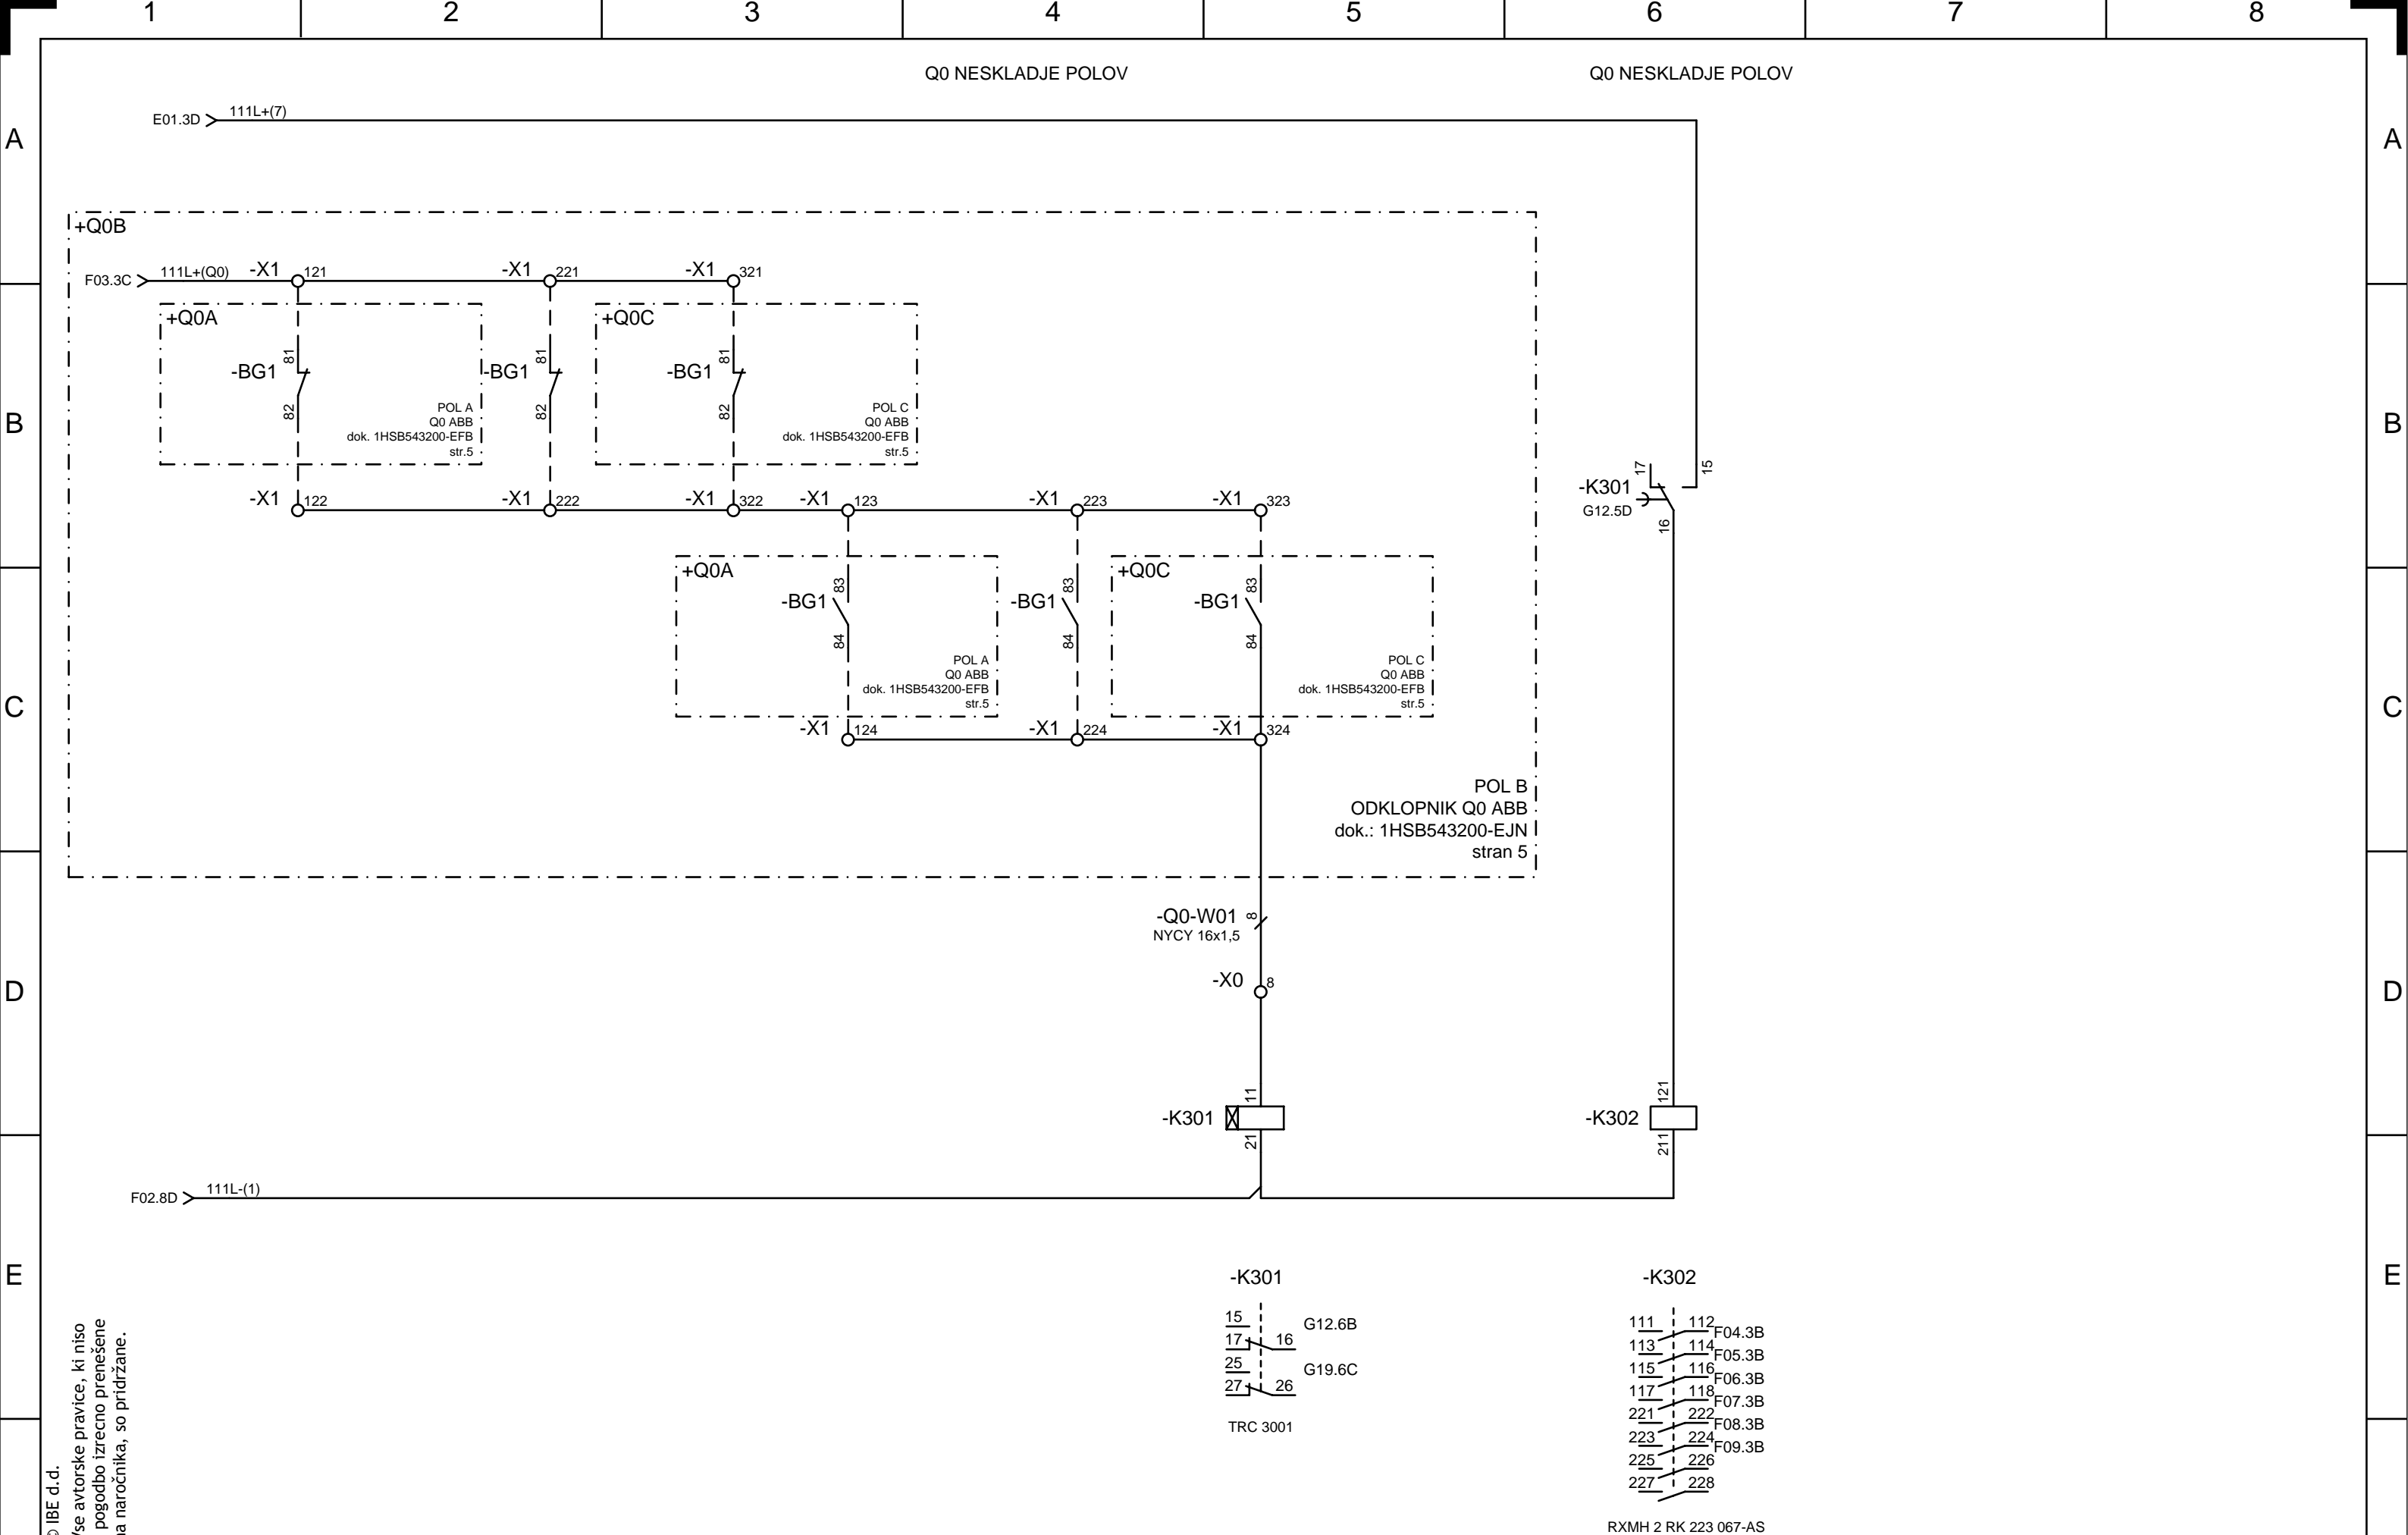 1 2 3 4 5 6 7 8
Q0 NESKLADJE POLOV Q0 NESKLADJE POLOV
E01.3D 111L+(7)
A A
+Q0B
F03.3C 111L+(Q0) -X1 121 -X1 221 -X1 321
+Q0A +Q0C
81 81 81
-BG1 -BG1 -BG1
82 82 82
POL A
Q0 ABB
dok. 1HSB543200-EFB
str.5
POL C
Q0 ABB
dok. 1HSB543200-EFB
str.5
B B
17 15
-K301
G12.5D
16
-X1 122 -X1 222 -X1 322 -X1 123 -X1 223 -X1 323
+Q0A +Q0C
83 83 83
-BG1 -BG1 -BG1
84 84 84
POL A
Q0 ABB
dok. 1HSB543200-EFB
str.5
POL C
Q0 ABB
dok. 1HSB543200-EFB
str.5
C C
-X1 124 -X1 224 -X1 324
POL B
ODKLOPNIK Q0 ABB
dok.: 1HSB543200-EJN
stran 5
-Q0-W01 8
NYCY 16x1,5
-X0 8
D D
11 121
-K301 -K302
21 211
F02.8D 111L-(1)
E E
-K301
15 G12.6B
17 16
25 G19.6C
27 26
TRC 3001
-K302
111 112 F04.3B
113 114 F05.3B
115 116 F06.3B
117 118 F07.3B
221 222 F08.3B
223 224 F09.3B
225 226
227 228
RXMH 2 RK 223 067-AS
IBE d.d.
avtorske pravice, ki niso
pogodbo izrecno prenešene
naročnika, so pridržane.